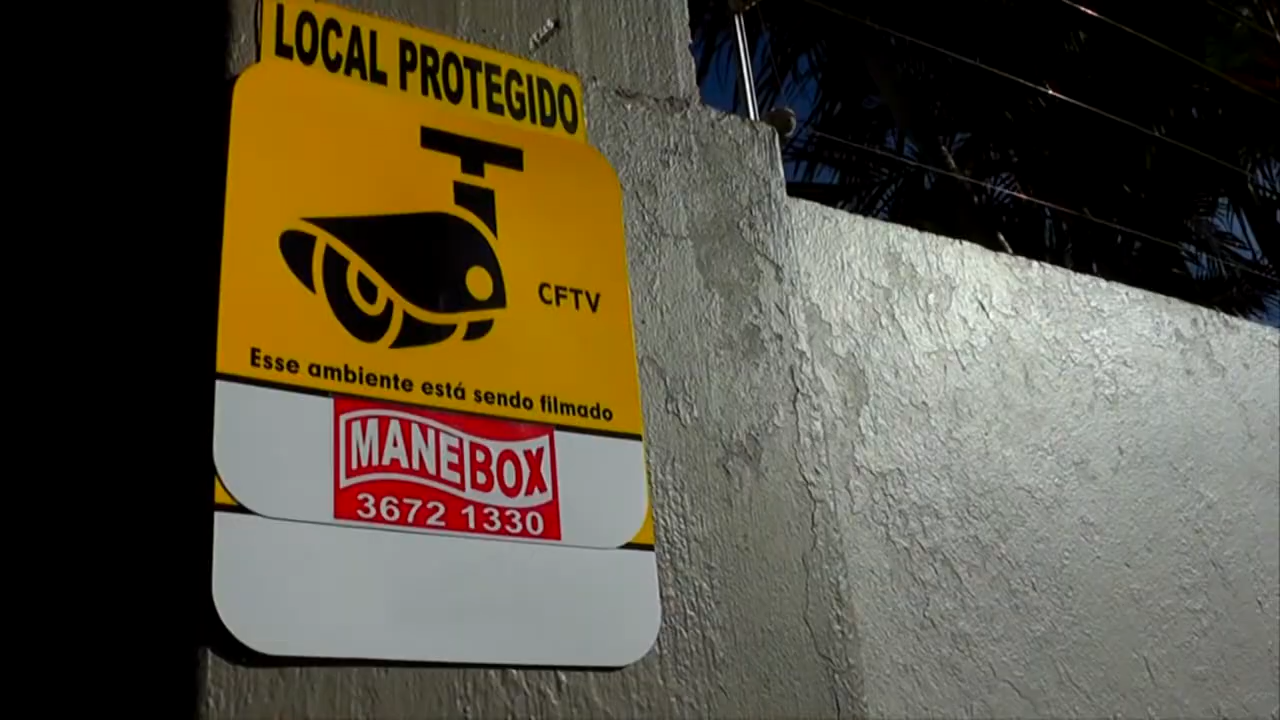 LOCAL PROTEGIDO
CFTV
Esse ambiente está sendo filmado
MANEBOX
3672 1330